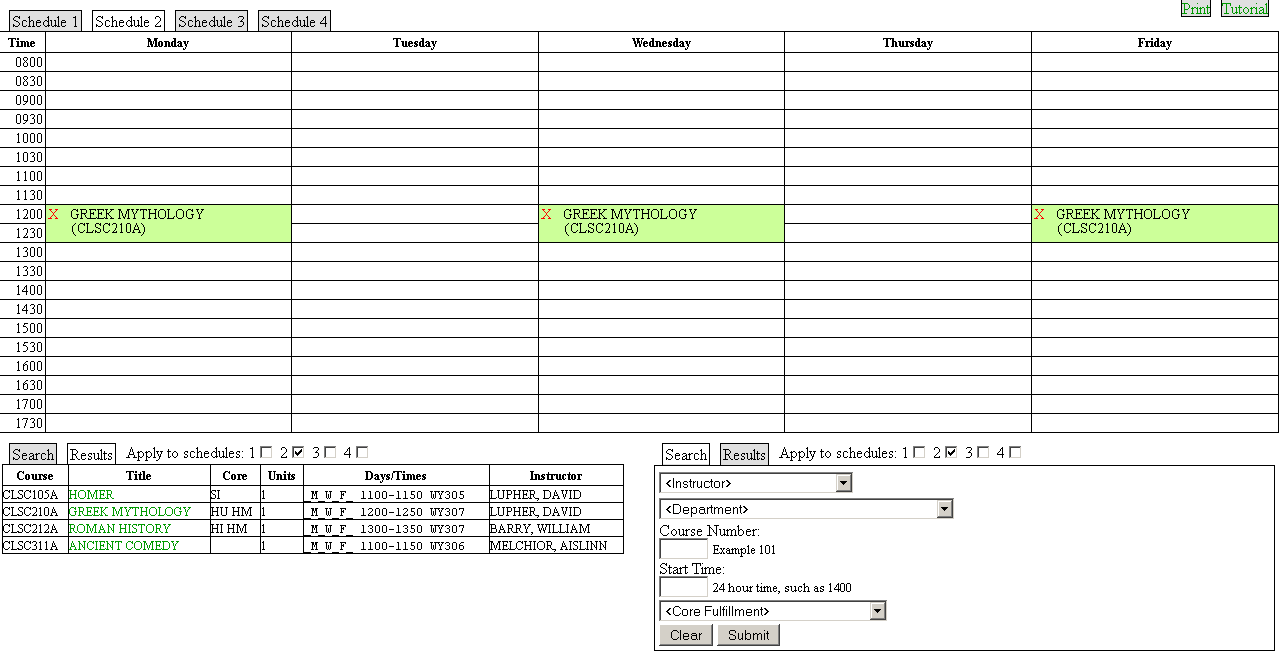 Print Tutorial
Schedule 1 Schedule 2 Schedule 3 Schedule 4
Time Monday Tuesday Wednesday Thursday Friday
0800
0830
0900
0930
1000
1030
1100
1130
1200 X GREEK MYTHOLOGY X GREEK MYTHOLOGY X GREEK MYTHOLOGY
1230 (CLSC210A) (CLSC210A) (CLSC210A)
1300
1330
1400
1430
1500
1530
1600
1630
1700
1730
Search Results Apply to schedules: 1 2 3 4
Course Title Core Units Days/Times Instructor
CLSC105A HOMER SI 1 _M_W_F_ 1100-1150 WY305 LUPHER, DAVID
CLSC210A GREEK MYTHOLOGY HU HM 1 _M_W_F_ 1200-1250 WY307 LUPHER, DAVID
CLSC212A ROMAN HISTORY HI HM 1 _M_W_F_ 1300-1350 WY307 BARRY, WILLIAM
CLSC311A ANCIENT COMEDY 1 _M_W_F_ 1100-1150 WY306 MELCHIOR, AISLINN
Search Results Apply to schedules: 1 2 3 4
<Instructor>
<Department>
Course Number:
Example 101
Start Time:
24 hour time, such as 1400
<Core Fulfillment>
Clear Submit